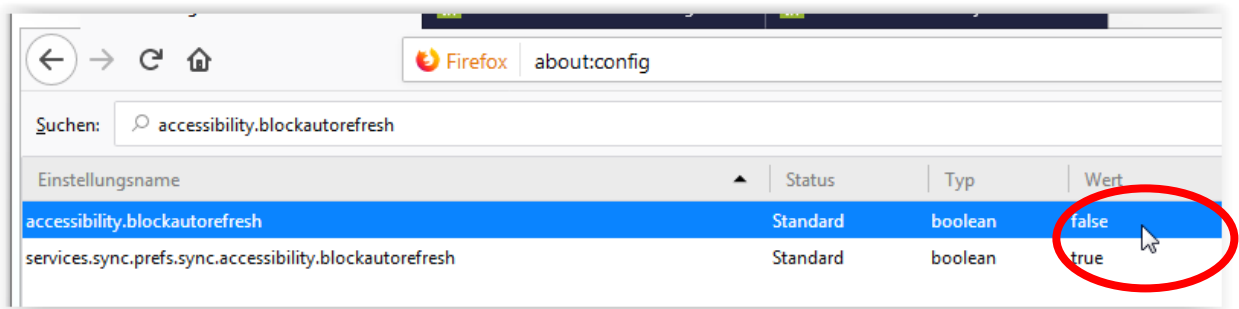 Firefox about:config
Suchen: accessibility.blockautorefresh
Einstellungsname Status Typ Wert
accessibility.blockautorefresh Standard boolean false
services.sync.prefs.sync.accessibility.blockautorefresh Standard boolean true